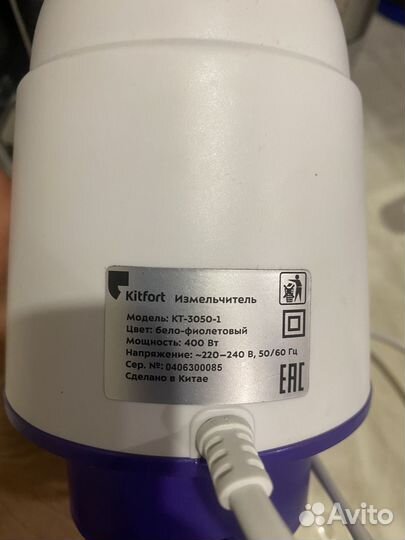 Kitfort Измельчитель
Модель: КТ-3050-1
Цвет: бело-фиолетовый
Мощность: 400 Вт
Напряжение: ~220-240 В, 50/60 Гц
Сер. №: 0406300085
Сделано в Китае
EAC
Avito